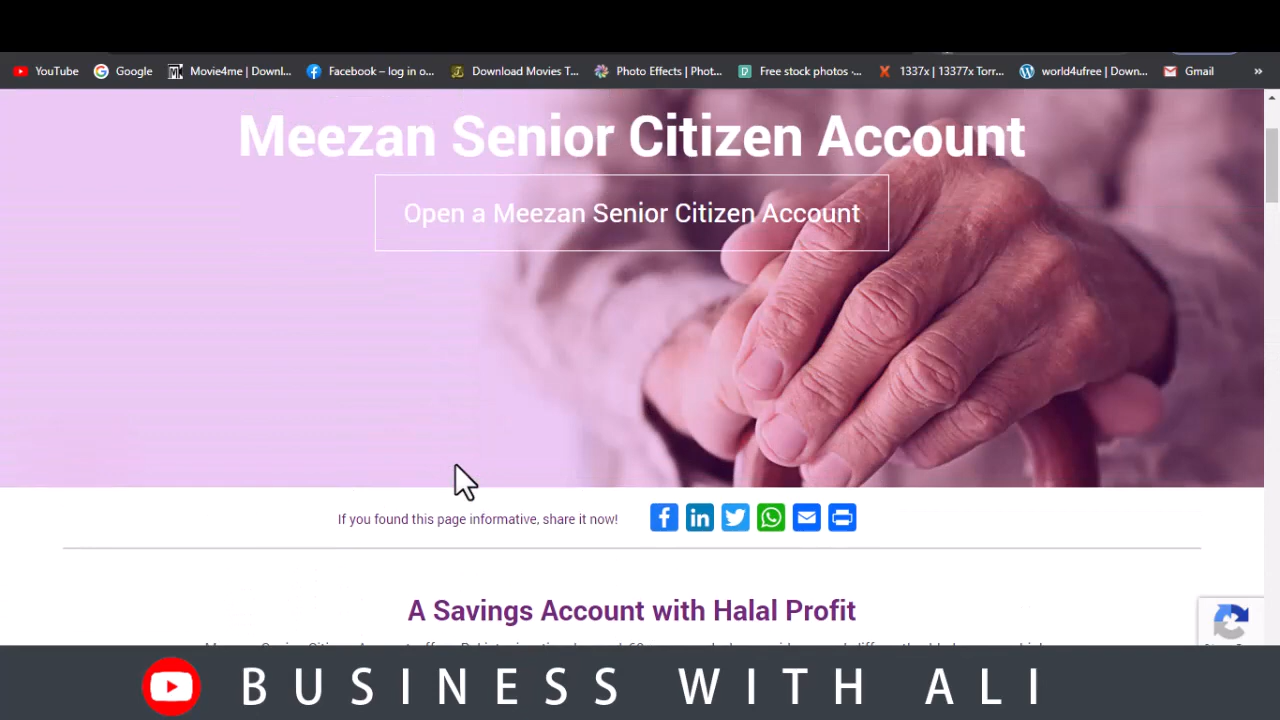 YouTube Google Movie4me | Downl... Facebook – log in o... Download Movies T... Photo Effects | Phot... Free stock photos -... 1337x | 13377x Torr... world4ufree | Down... Gmail »
Meezan Senior Citizen Account
Open a Meezan Senior Citizen Account
If you found this page informative, share it now!
A Savings Account with Halal Profit
BUSINESS WITH ALI